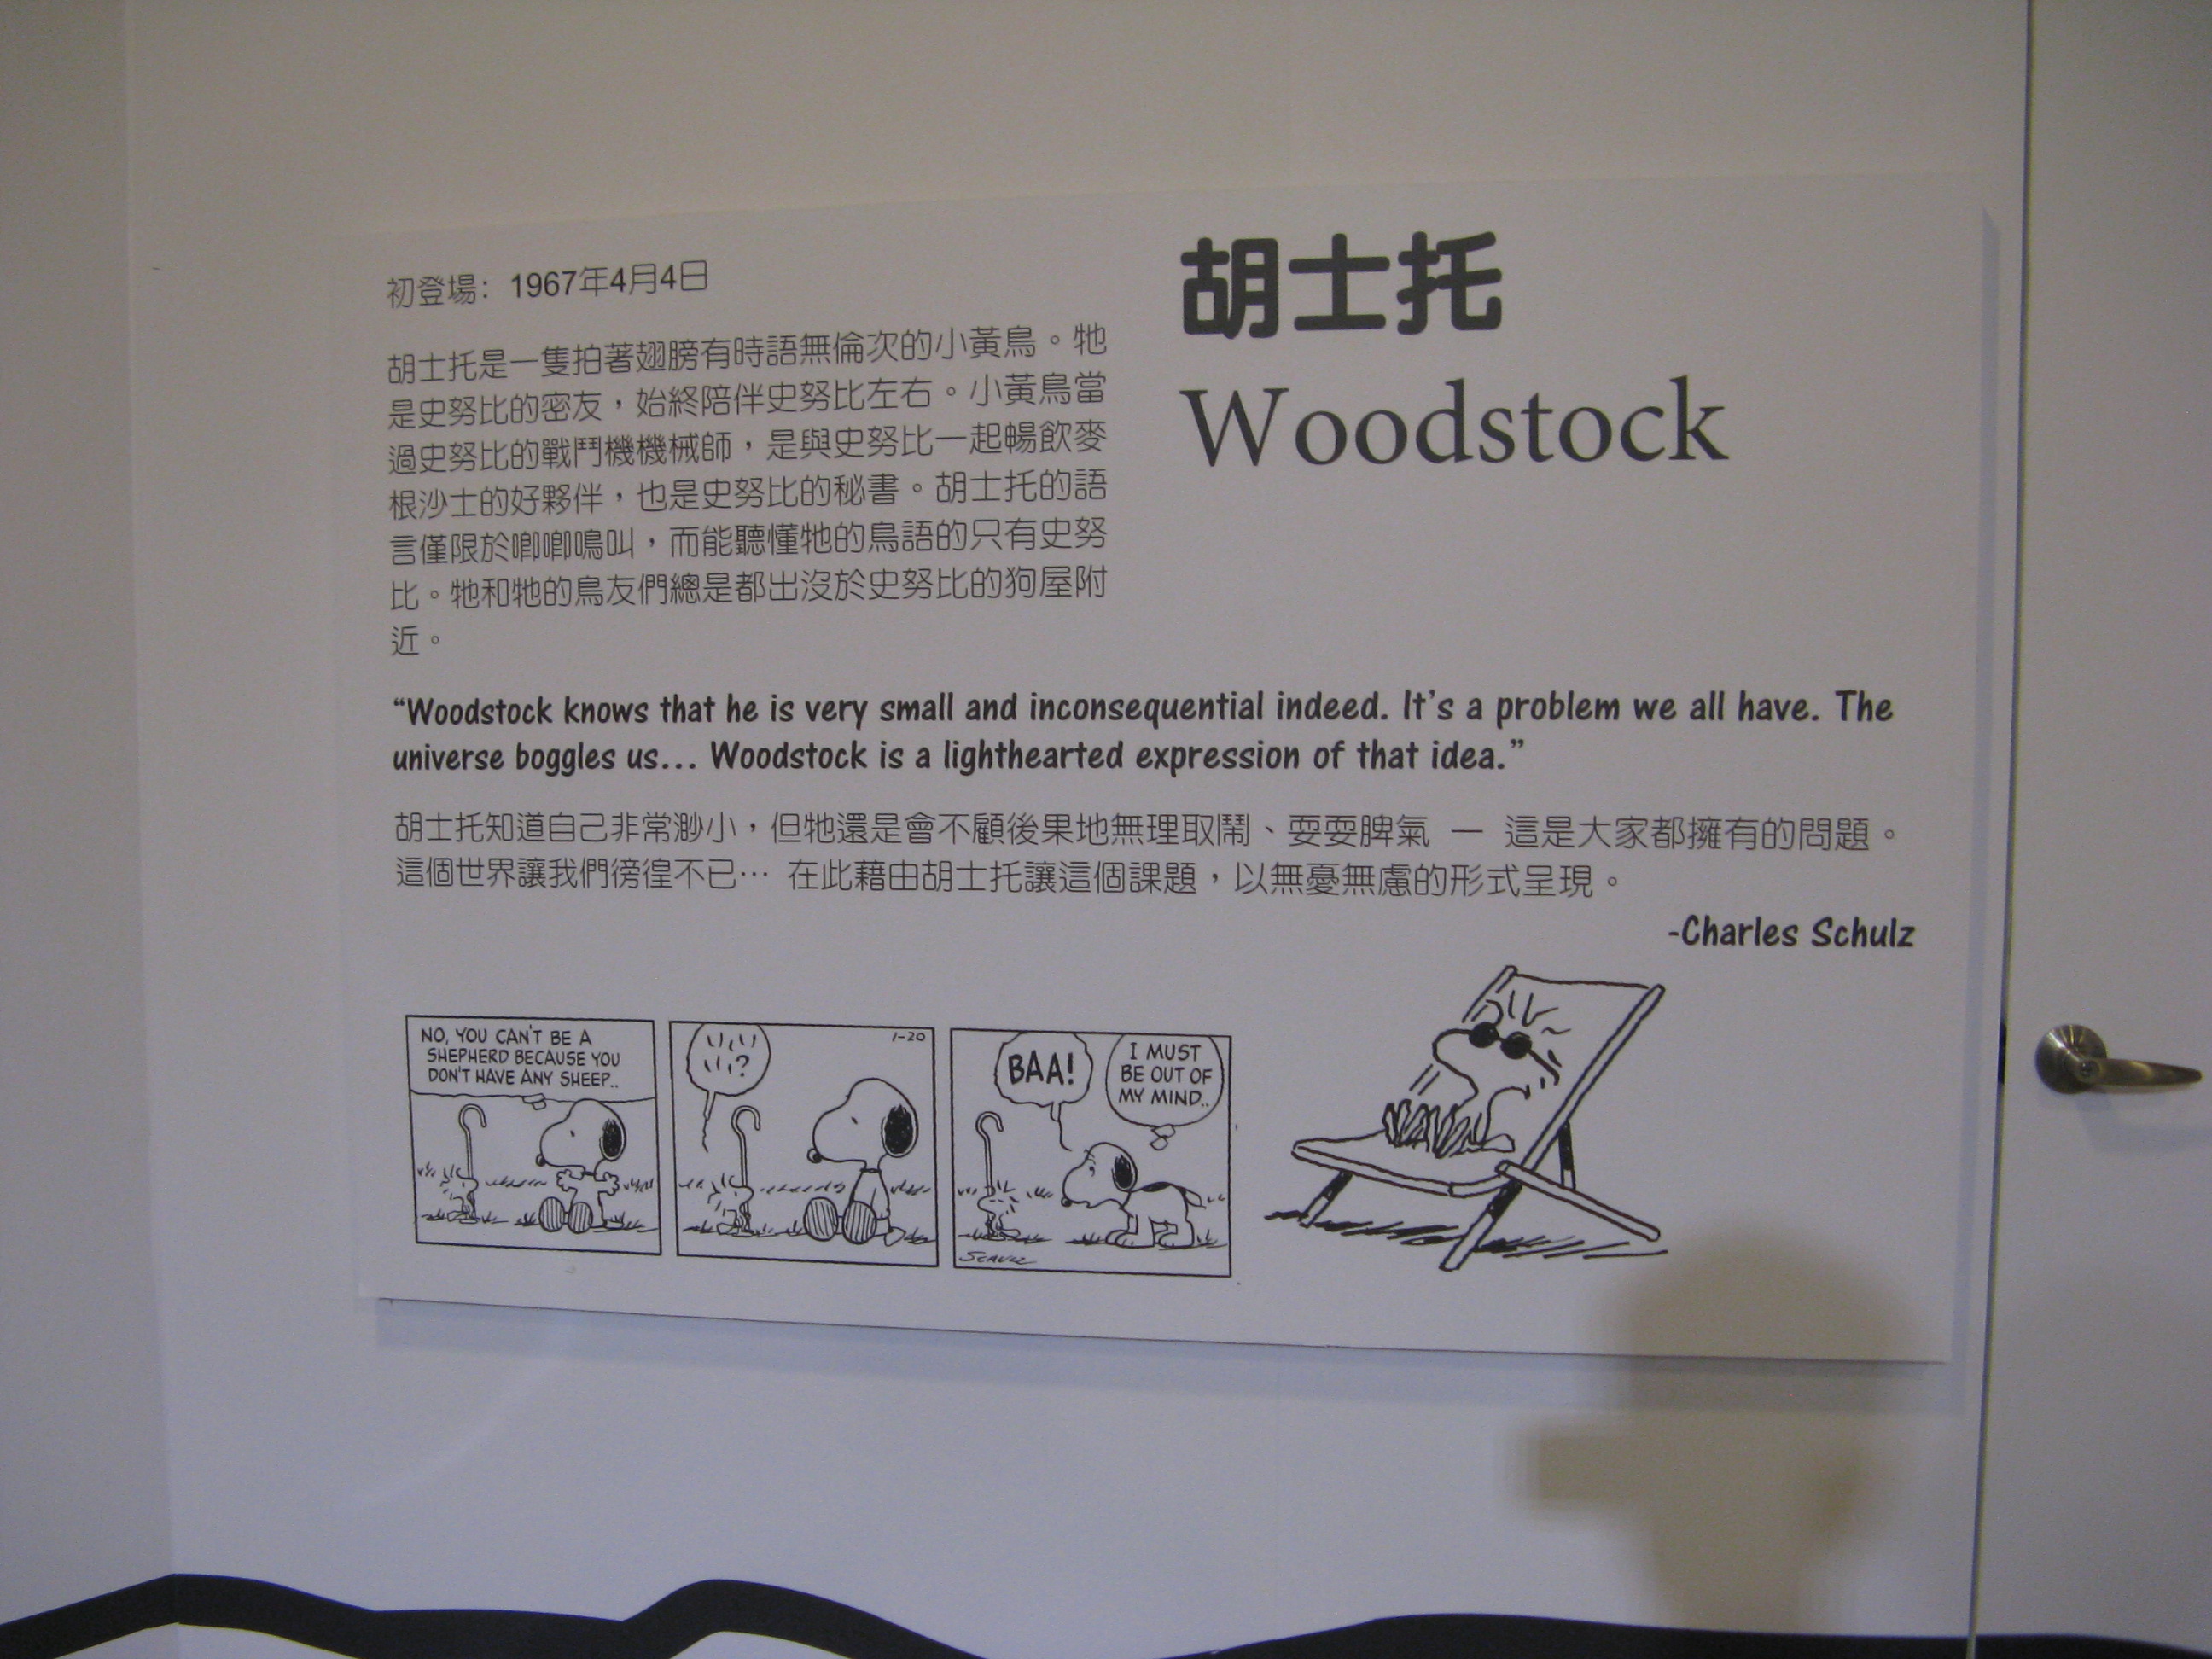 胡士托
Woodstock
初登場：1967年4月4日
胡士托是一隻拍著翅膀有時語無倫次的小黃鳥。牠
是史努比的密友，始終陪伴史努比左右。小黃鳥當
過史努比的戰鬥機機械師，是與史努比一起暢飲麥
根沙士的好夥伴，也是史努比的秘書。胡士托的語
言僅限於啣啣鳴叫，而能聽懂牠的鳥語的只有史努
比。牠和牠的鳥友們總是都出沒於史努比的狗屋附
近。
“Woodstock knows that he is very small and inconsequential indeed. It’s a problem we all have. The
universe boggles us... Woodstock is a lighthearted expression of that idea.”
胡士托知道自己非常渺小，但牠還是會不顧後果地無理取鬧、耍耍脾氣 — 這是大家都擁有的問題。
這個世界讓我們徬徨不已… 在此藉由胡士托讓這個課題，以無憂無慮的形式呈現。
-Charles Schulz
NO, YOU CAN'T BE A
SHEPHERD BECAUSE YOU
DON'T HAVE ANY SHEEP..
?
1-20
BAA!
I MUST
BE OUT OF
MY MIND..
SCHULZ